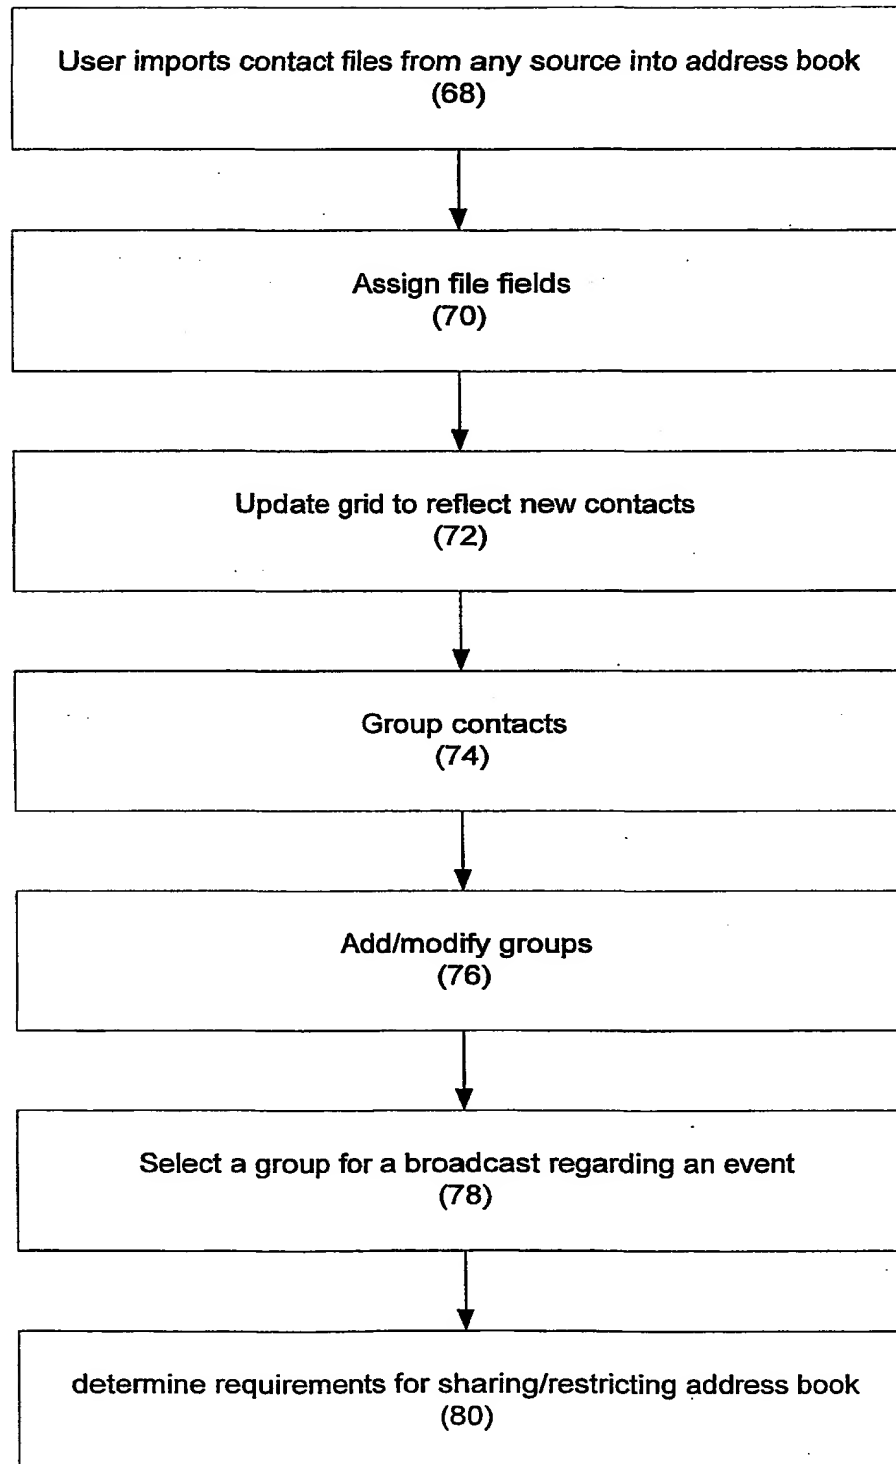 User imports contact files from any source into address book
(68)
Assign file fields
(70)
Update grid to reflect new contacts
(72)
Group contacts
(74)
Add/modify groups
(76)
Select a group for a broadcast regarding an event
(78)
determine requirements for sharing/restricting address book
(80)